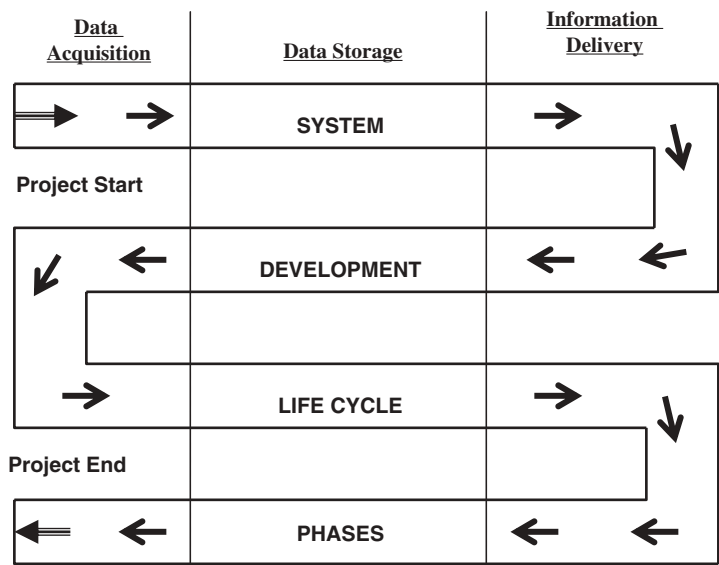 Data
Acquisition
Data Storage
Information
Delivery
SYSTEM
Project Start
DEVELOPMENT
LIFE CYCLE
Project End
PHASES